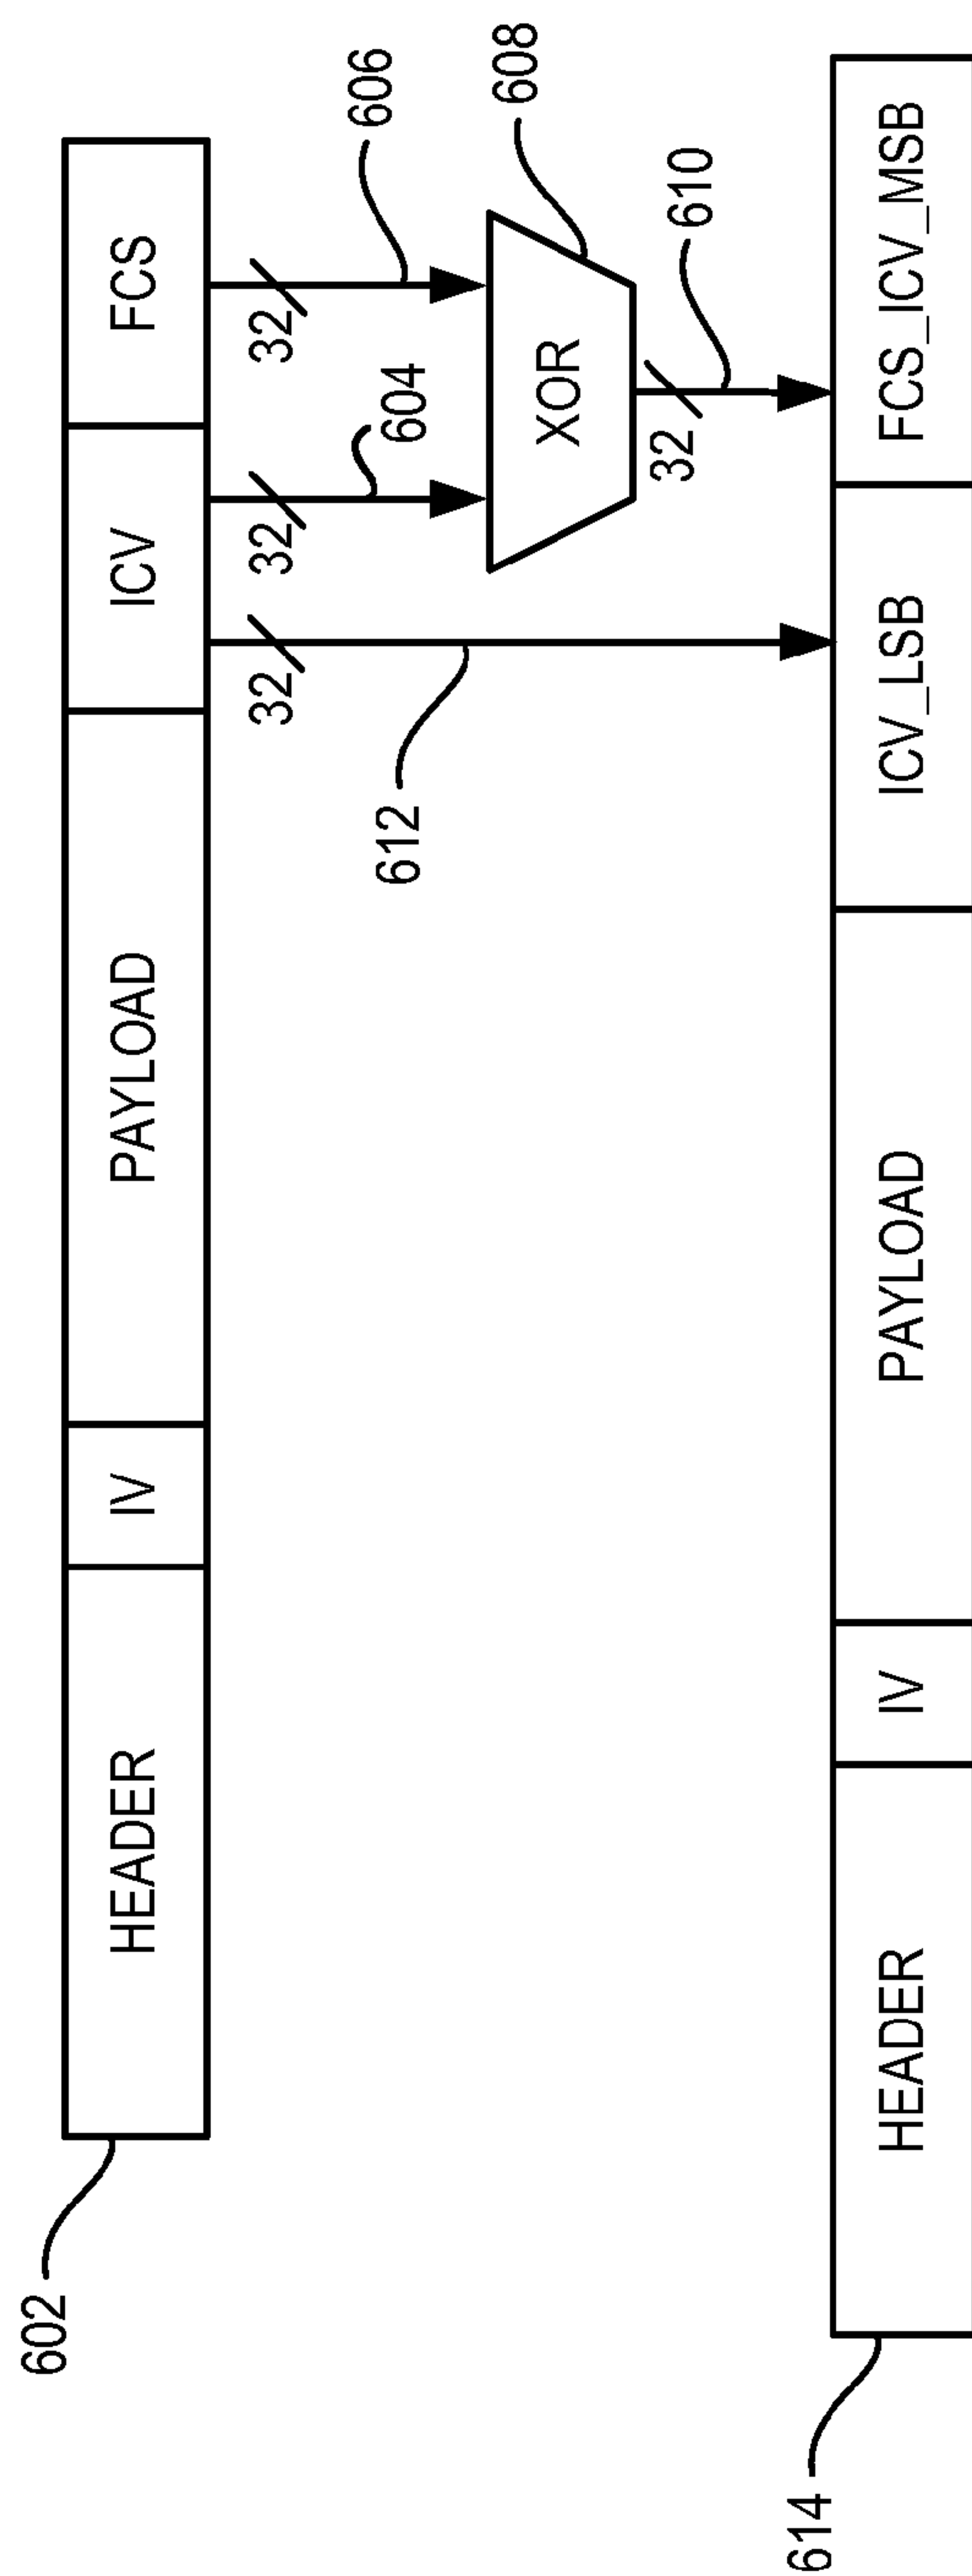 602
HEADER
IV
PAYLOAD
ICV
FCS
32
32
32
612
604
606
XOR
608
32
610
614
HEADER
IV
PAYLOAD
ICV_LSB
FCS_ICV_MSB